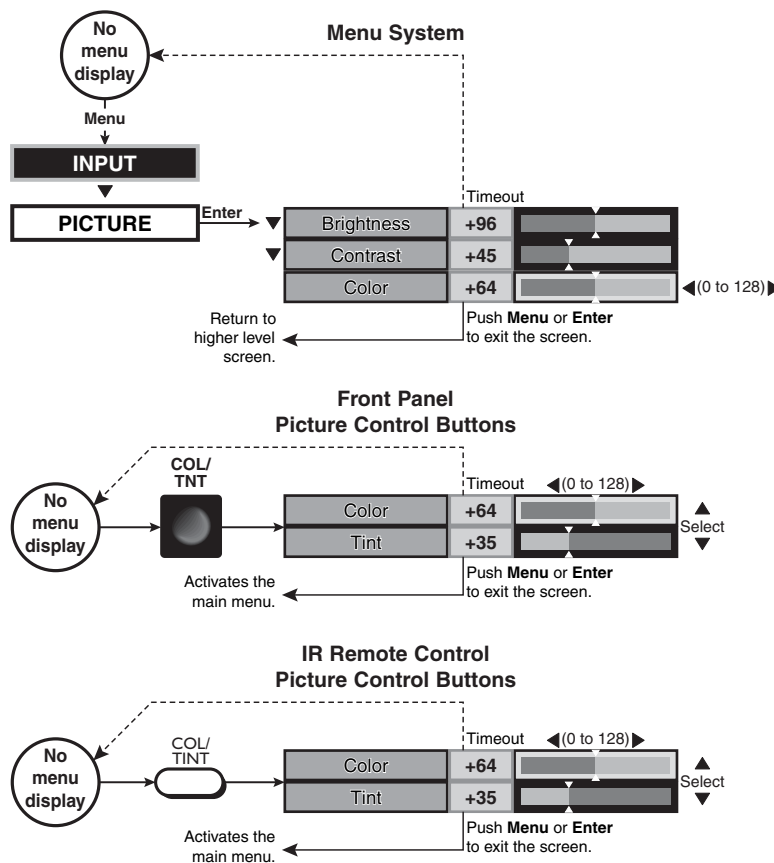 Menu System
No
menu
display
Menu
INPUT
PICTURE
Enter
Timeout
Brightness +96
Contrast +45
Color +64
(0 to 128)
Return to
higher level
screen.
Push Menu or Enter
to exit the screen.
Front Panel
Picture Control Buttons
No
menu
display
COL/
TNT
Timeout
(0 to 128)
Color +64
Tint +35
Select
Activates the
main menu.
Push Menu or Enter
to exit the screen.
IR Remote Control
Picture Control Buttons
No
menu
display
COL/
TINT
Timeout
(0 to 128)
Color +64
Tint +35
Select
Activates the
main menu.
Push Menu or Enter
to exit the screen.